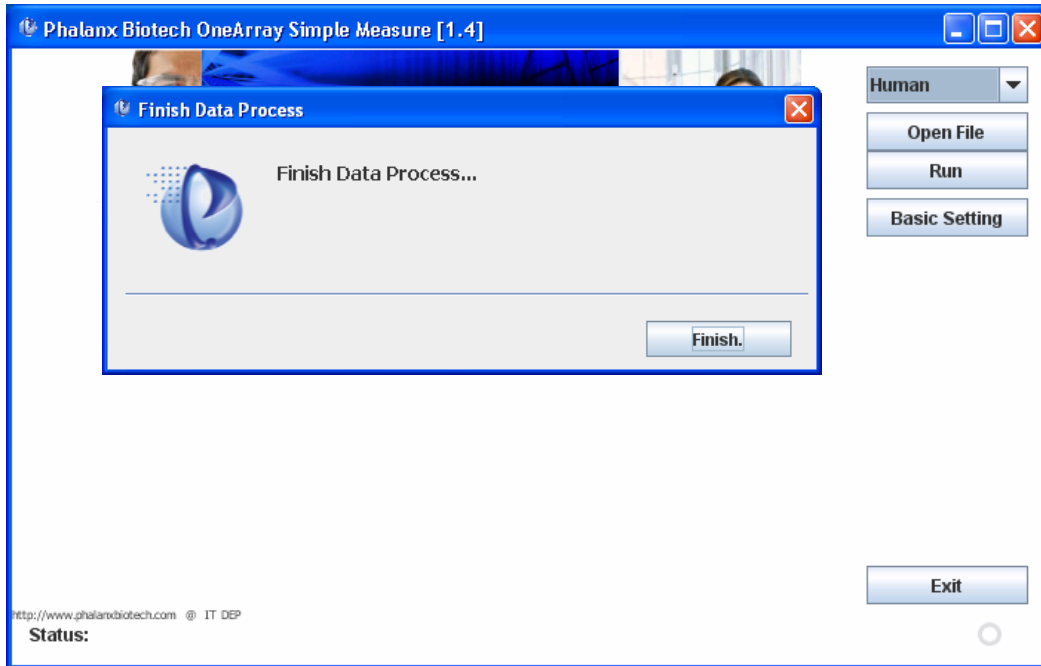 Phalanx Biotech OneArray Simple Measure [1.4]
Human
Finish Data Process
Open File
Finish Data Process...
Run
Basic Setting
Finish.
Exit
http://www.phalanxbiotech.com @ IT DEP
Status: